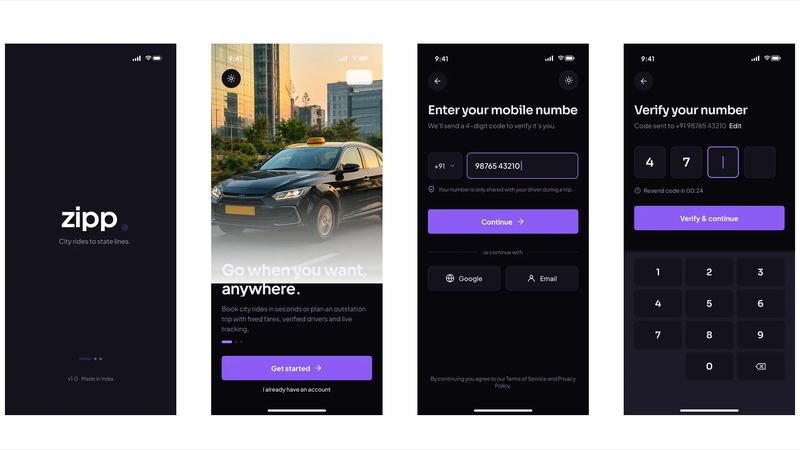 zipp.
City rides to state lines.
v1.0 · Made in India
9:41
Go when you want,
anywhere.
Book city rides in seconds or plan an outstation
trip with fixed fares, verified drivers and live
tracking.
Get started →
I already have an account
9:41
Enter your mobile numbe
We'll send a 4-digit code to verify it's you.
+91
98765 43210
Your number is only shared with your driver during a trip.
Continue →
or continue with
Google
Email
By continuing you agree to our Terms of Service and Privacy
Policy.
9:41
Verify your number
Code sent to +91 98765 43210 Edit
4 7
Resend code in 00:24
Verify & continue
1 2 3
4 5 6
7 8 9
0